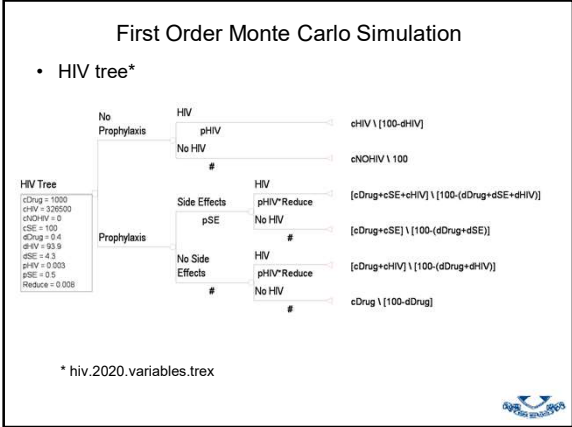 First Order Monte Carlo Simulation
• HIV tree*
No
Prophylaxis
HIV
pHIV
cHIV \ [100-dHIV]
No HIV
#
cNOHIV \ 100
HIV Tree
cDrug = 1000
cHIV = 326500
cNOHIV = 0
cSE = 100
dDrug = 0.4
dHIV = 93.9
dSE = 4.3
pHIV = 0.003
pSE = 0.5
Reduce = 0.008
Prophylaxis
Side Effects
pSE
HIV
pHIV*Reduce
[cDrug+cSE+cHIV] \ [100-(dDrug+dSE+dHIV)]
No HIV
#
[cDrug+cSE] \ [100-(dDrug+dSE)]
No Side
Effects
#
HIV
pHIV*Reduce
[cDrug+cHIV] \ [100-(dDrug+dHIV)]
No HIV
#
cDrug \ [100-dDrug]
* hiv.2020.variables.trex